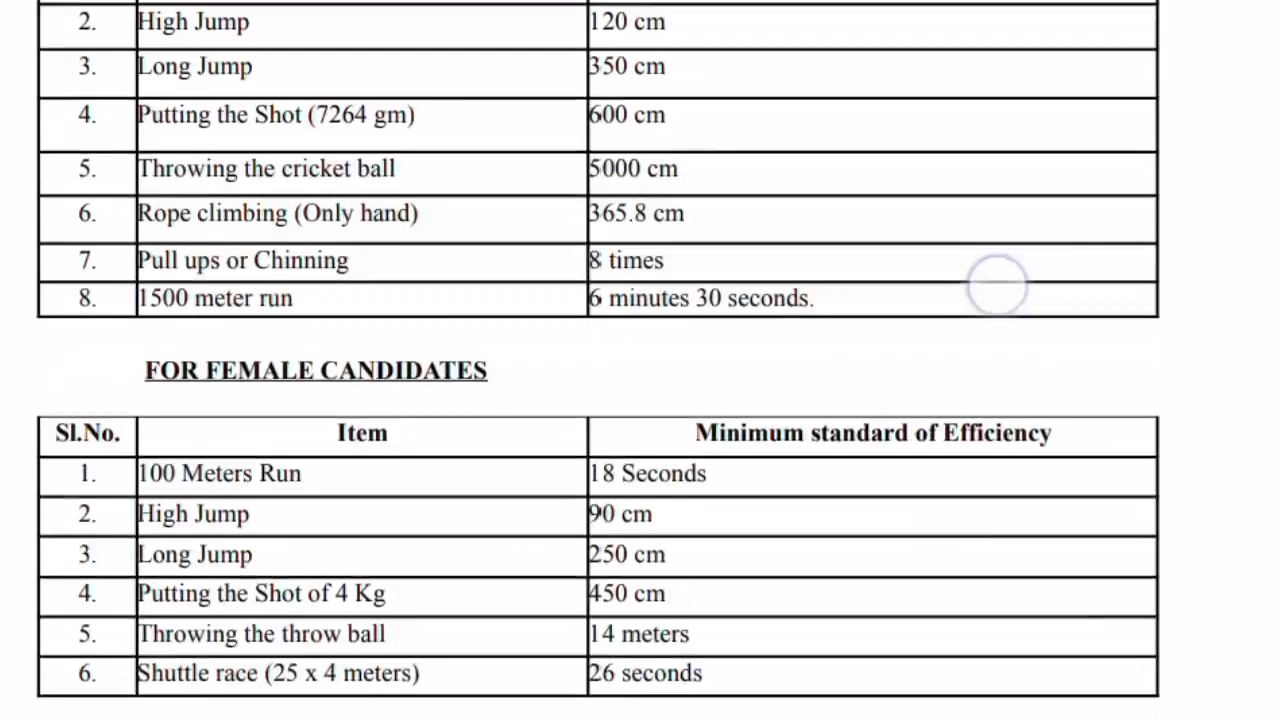 2. High Jump 120 cm
3. Long Jump 350 cm
4. Putting the Shot (7264 gm) 600 cm
5. Throwing the cricket ball 5000 cm
6. Rope climbing (Only hand) 365.8 cm
7. Pull ups or Chinning 8 times
8. 1500 meter run 6 minutes 30 seconds.
FOR FEMALE CANDIDATES
Sl.No. Item Minimum standard of Efficiency
1. 100 Meters Run 18 Seconds
2. High Jump 90 cm
3. Long Jump 250 cm
4. Putting the Shot of 4 Kg 450 cm
5. Throwing the throw ball 14 meters
6. Shuttle race (25 x 4 meters) 26 seconds